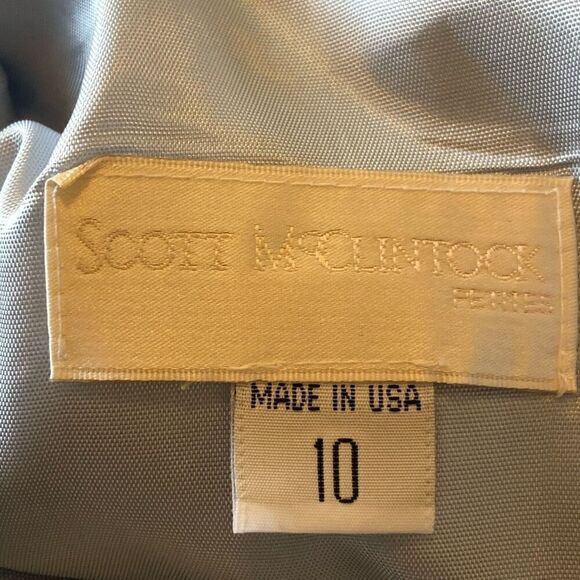 SCOTT McCLINTOCK
PETITES
MADE IN USA
10